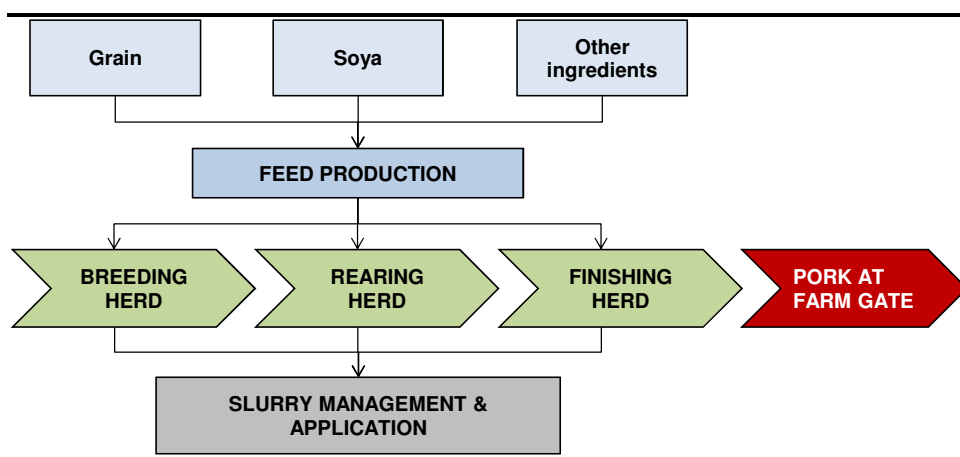 Grain
Soya
Other
ingredients
FEED PRODUCTION
BREEDING
HERD
REARING
HERD
FINISHING
HERD
PORK AT
FARM GATE
SLURRY MANAGEMENT &
APPLICATION